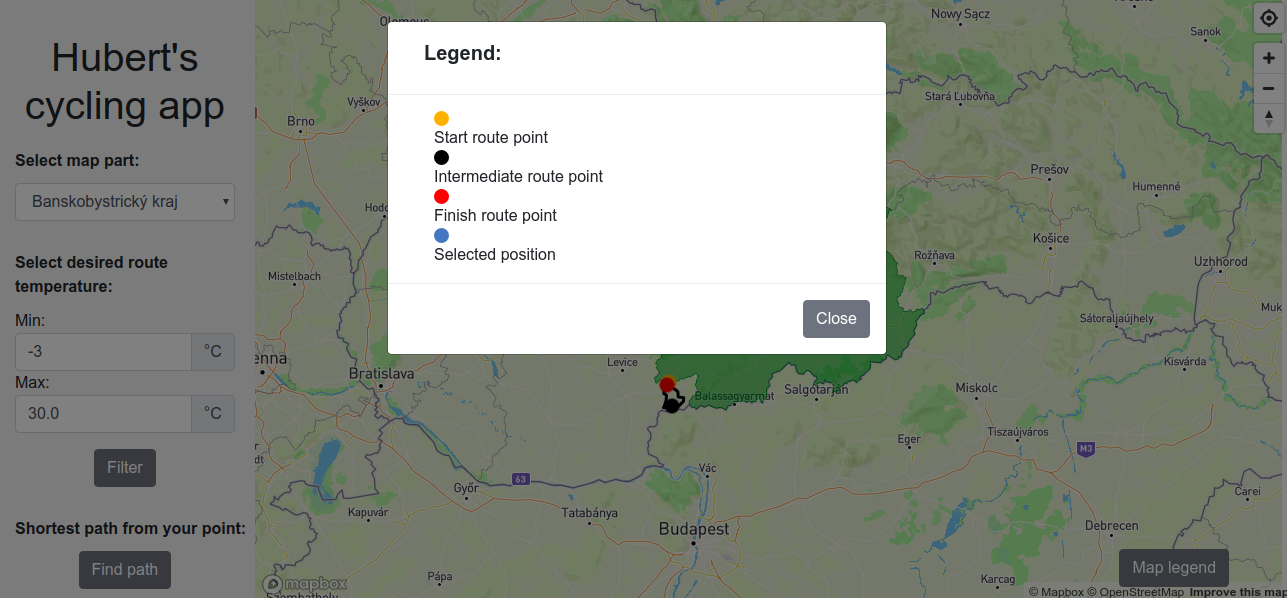 Hubert's
cycling app
Select map part:
Banskobystrický kraj
Select desired route
temperature:
Min:
-3
°C
Max:
30.0
°C
Filter
Shortest path from your point:
Find path
Legend:
Start route point
Intermediate route point
Finish route point
Selected position
Close
Olomouc
Nowy Sącz
Sanok
Vyškov
Brno
Stará Ľubovňa
Prešov
Humenné
Hodo
Košice
Rožňava
Uzhhorod
Mistelbach
Muk
Sátoraljaújhely
enna
Levice
Kisvárda
Bratislava
Balassagyarmat
Salgótarján
Miskolc
Tiszaújváros
Eger
M3
Vác
63
Győr
Carei
Kapuvár
Tatabánya
Budapest
Debrecen
Pápa
Karcag
mapbox
Szombathely
Map legend
© Mapbox © OpenStreetMap Improve this ma